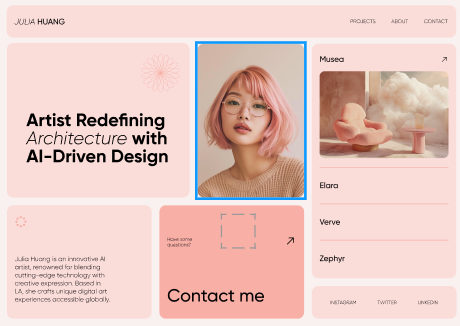 JULIA HUANG
PROJECTS
ABOUT
CONTACT
Artist Redefining
Architecture with
AI-Driven Design
Musea
Elara
Verve
Zephyr
Julia Huang is an innovative AI
artist, renowned for blending
cutting-edge technology with
creative expression. Based in
LA, she crafts unique digital art
experiences accessible globally.
Have some
questions?
Contact me
INSTAGRAM
TWITTER
LINKEDIN